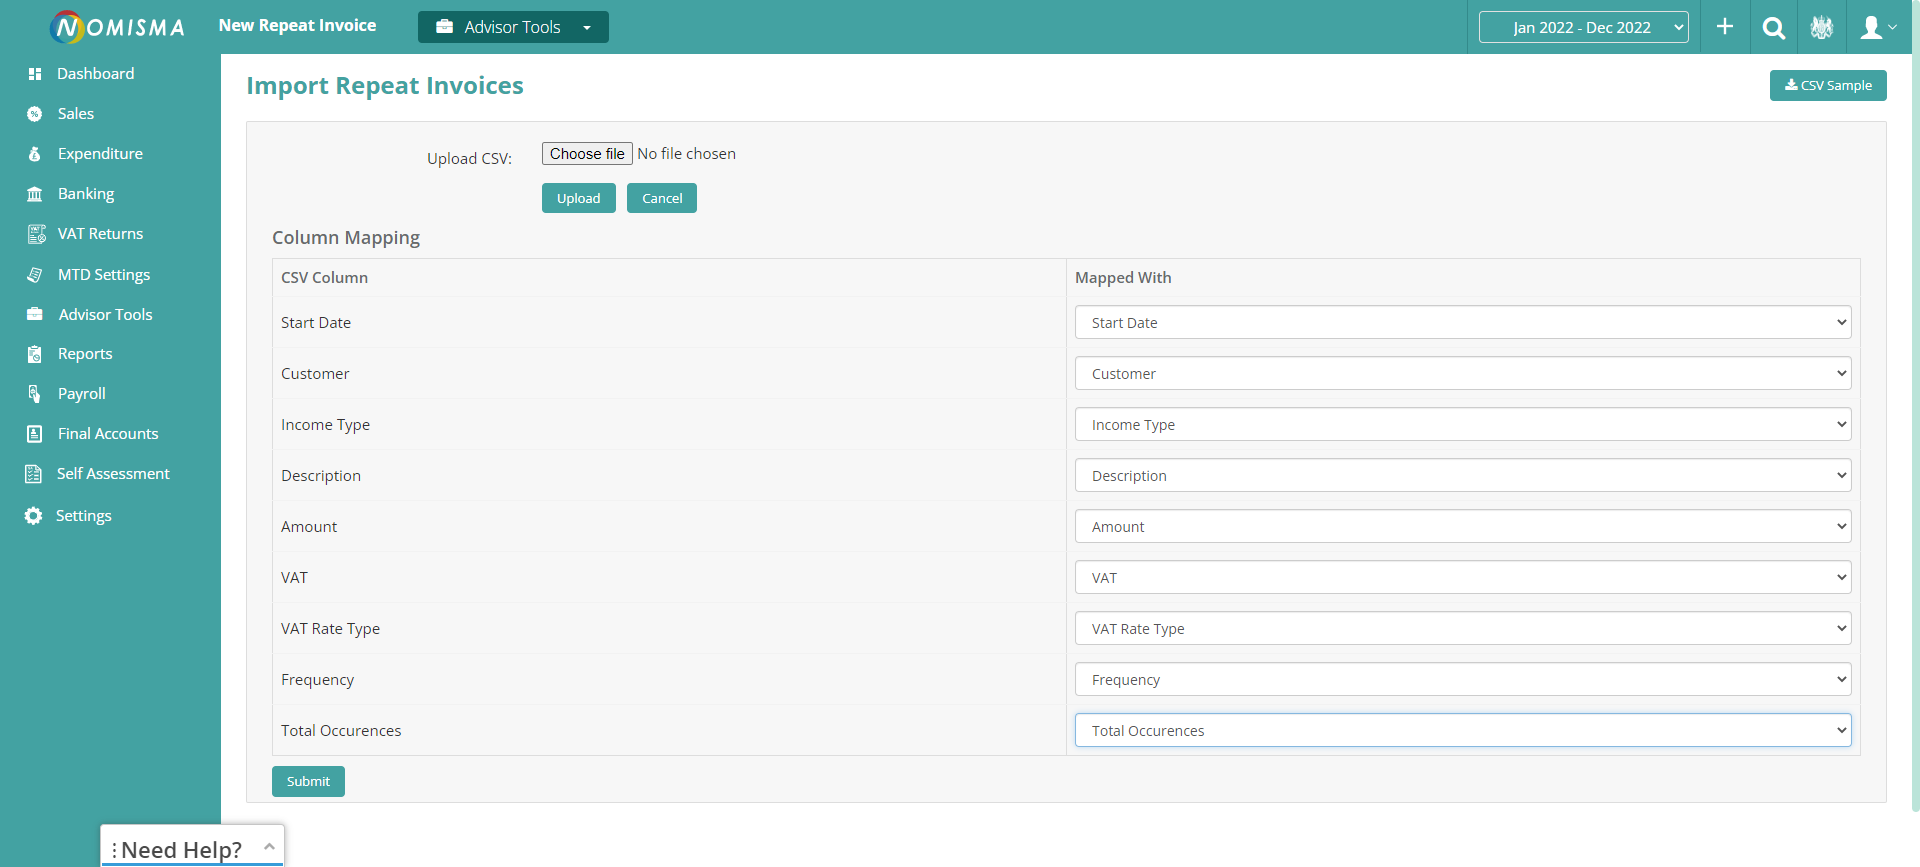 NOMISMA
New Repeat Invoice
Advisor Tools
Jan 2022 - Dec 2022
Dashboard
Sales
Expenditure
Banking
VAT Returns
MTD Settings
Advisor Tools
Reports
Payroll
Final Accounts
Self Assessment
Settings
Import Repeat Invoices
CSV Sample
Upload CSV:
Choose file No file chosen
Upload Cancel
Column Mapping
CSV Column Mapped With
Start Date Start Date
Customer Customer
Income Type Income Type
Description Description
Amount Amount
VAT VAT
VAT Rate Type VAT Rate Type
Frequency Frequency
Total Occurences Total Occurences
Submit
Need Help?